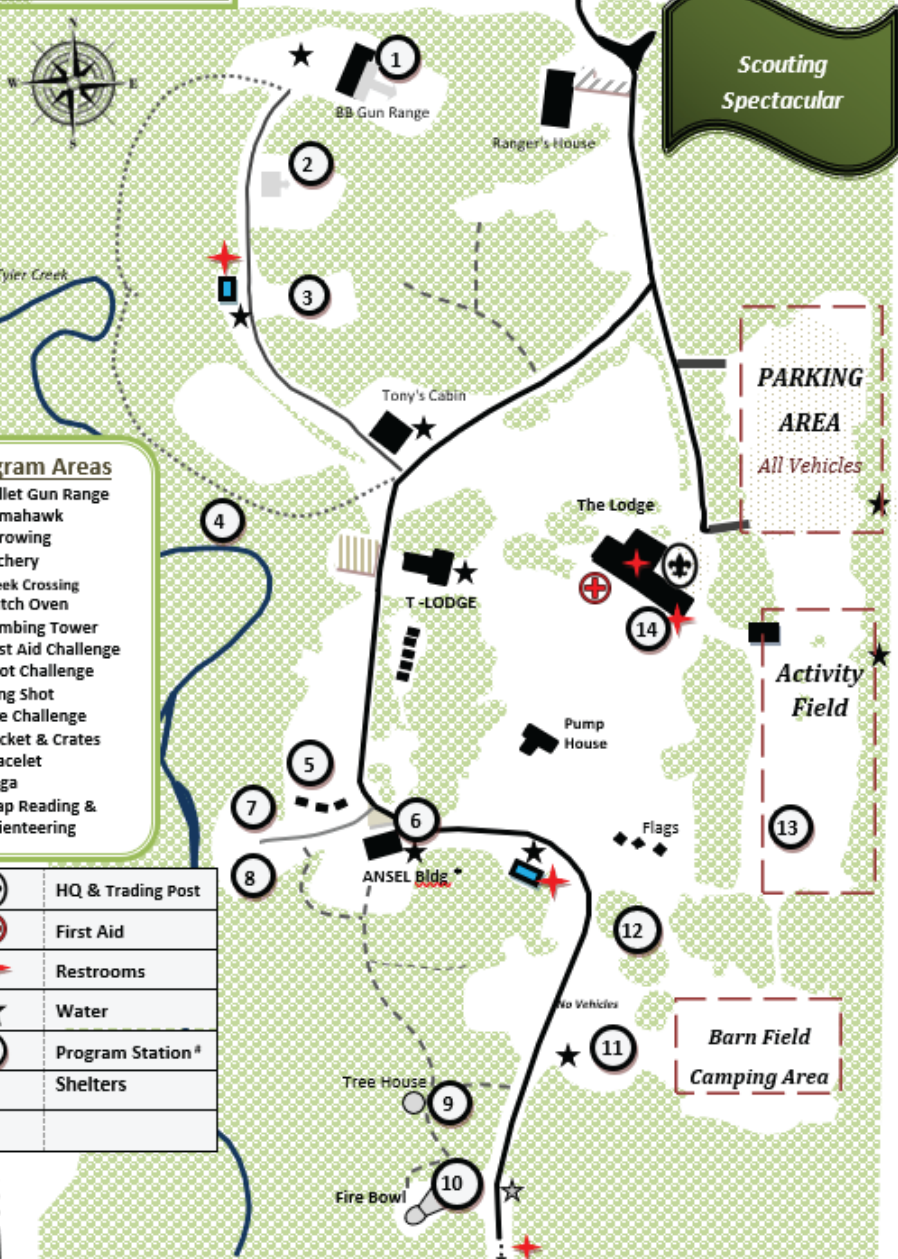 N
W
E
S
Scouting
Spectacular
1
BB Gun Range
Ranger's House
2
3
Tyler Creek
Tony's Cabin
PARKING
AREA
All Vehicles
gram Areas
llet Gun Range
mahawk
rowing
chery
eek Crossing
tch Oven
mbing Tower
st Aid Challenge
ot Challenge
ng Shot
e Challenge
cket & Crates
acelet
ga
ap Reading &
ienteering
4
The Lodge
T -LODGE
14
Activity
Field
Pump
House
5
7
6
8
ANSEL Bldg
Flags
13
12
HQ & Trading Post
First Aid
Restrooms
Water
Program Station #
Shelters
No Vehicles
11
Barn Field
Camping Area
Tree House
9
Fire Bowl
10